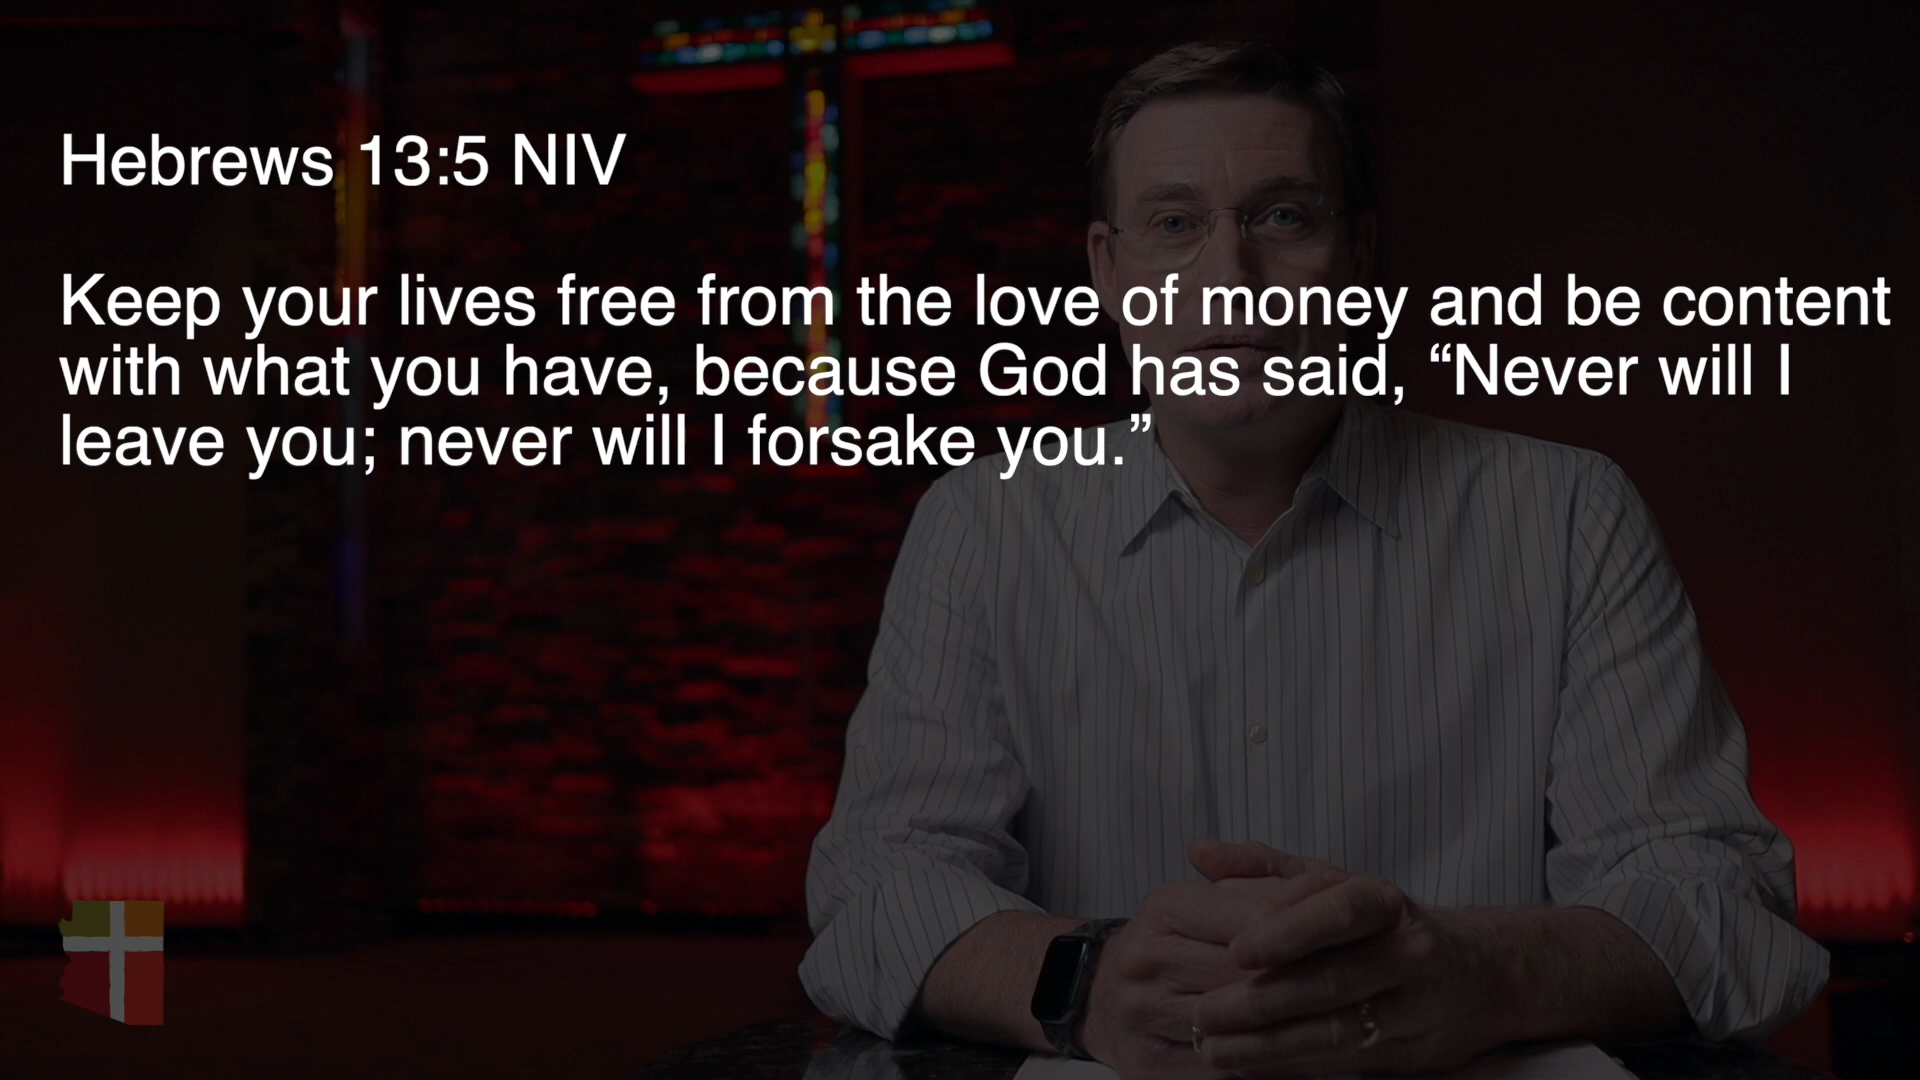 Hebrews 13:5 NIV
Keep your lives free from the love of money and be content
with what you have, because God has said, “Never will I
leave you; never will I forsake you.”